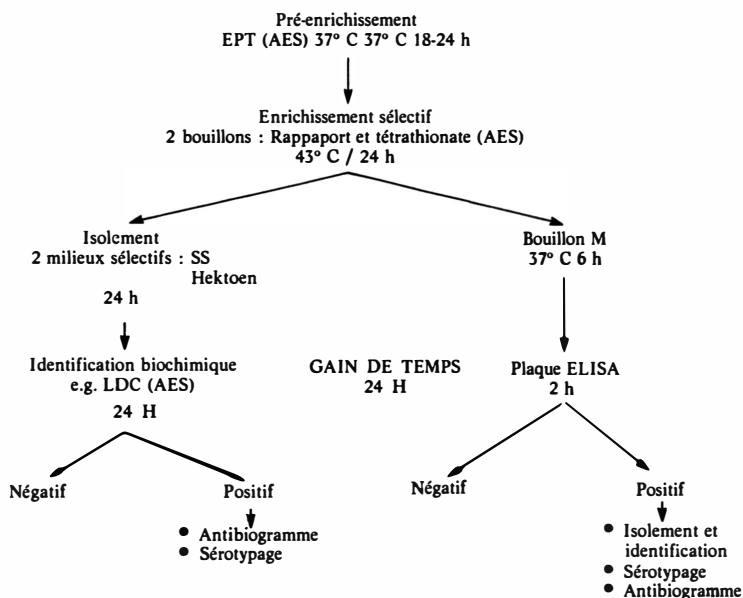 Pré-enrichissement
EPT (AES) 37° C 37° C 18-24 h
Enrichissement sélectif
2 bouillons : Rappaport et tétrathionate (AES)
43° C / 24 h
Isolement
2 milieux sélectifs : SS
Hektoen
24 h
Bouillon M
37° C 6 h
Identification biochimique
e.g. LDC (AES)
24 H
GAIN DE TEMPS
24 H
Plaque ELISA
2 h
Négatif
Positif
• Antibiogramme
• Sérotypage
Négatif
Positif
• Isolement et
identification
• Sérotypage
• Antibiogramme